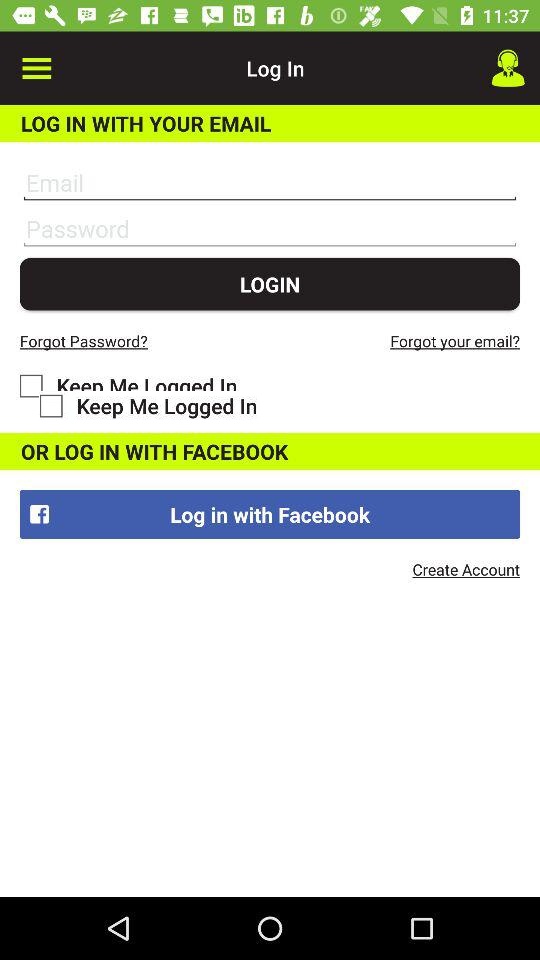 11:37
Log In
LOG IN WITH YOUR EMAIL
Email
Password
LOGIN
Forgot Password? Forgot your email?
Keep Me Logged In
Keep Me Logged In
OR LOG IN WITH FACEBOOK
Log in with Facebook
Create Account